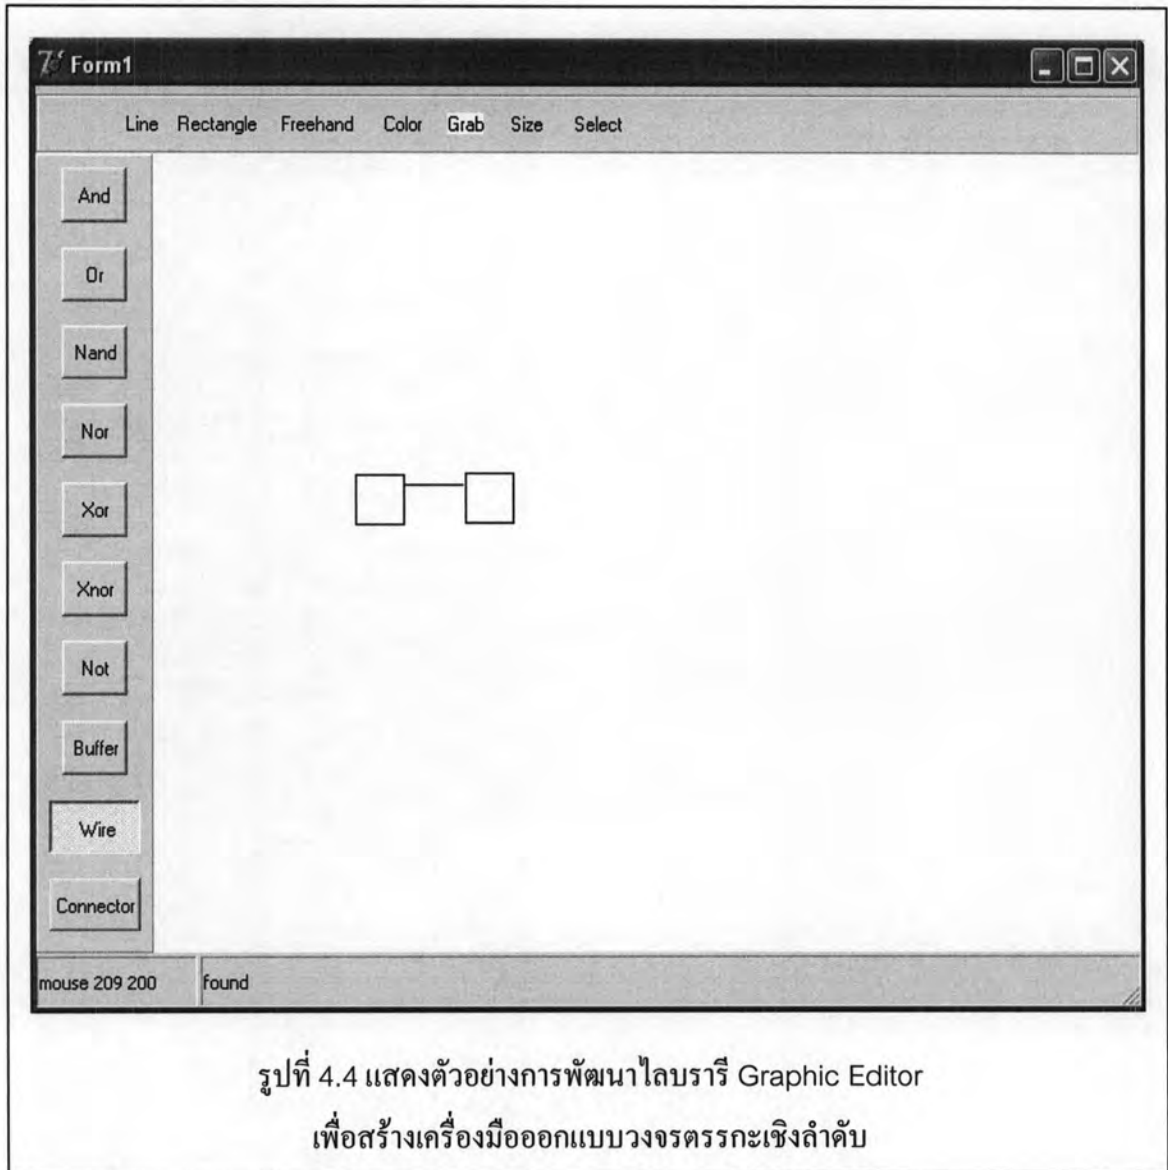 Form1
Line Rectangle Freehand Color Grab Size Select
And
Or
Nand
Nor
Xor
Xnor
Not
Buffer
Wire
Connector
mouse 209 200 found
รูปที่ 4.4 แสดงตัวอย่างการพัฒนาไลบรารี Graphic Editor
เพื่อสร้างเครื่องมือออกแบบวงจรตรรกะเชิงลำดับ